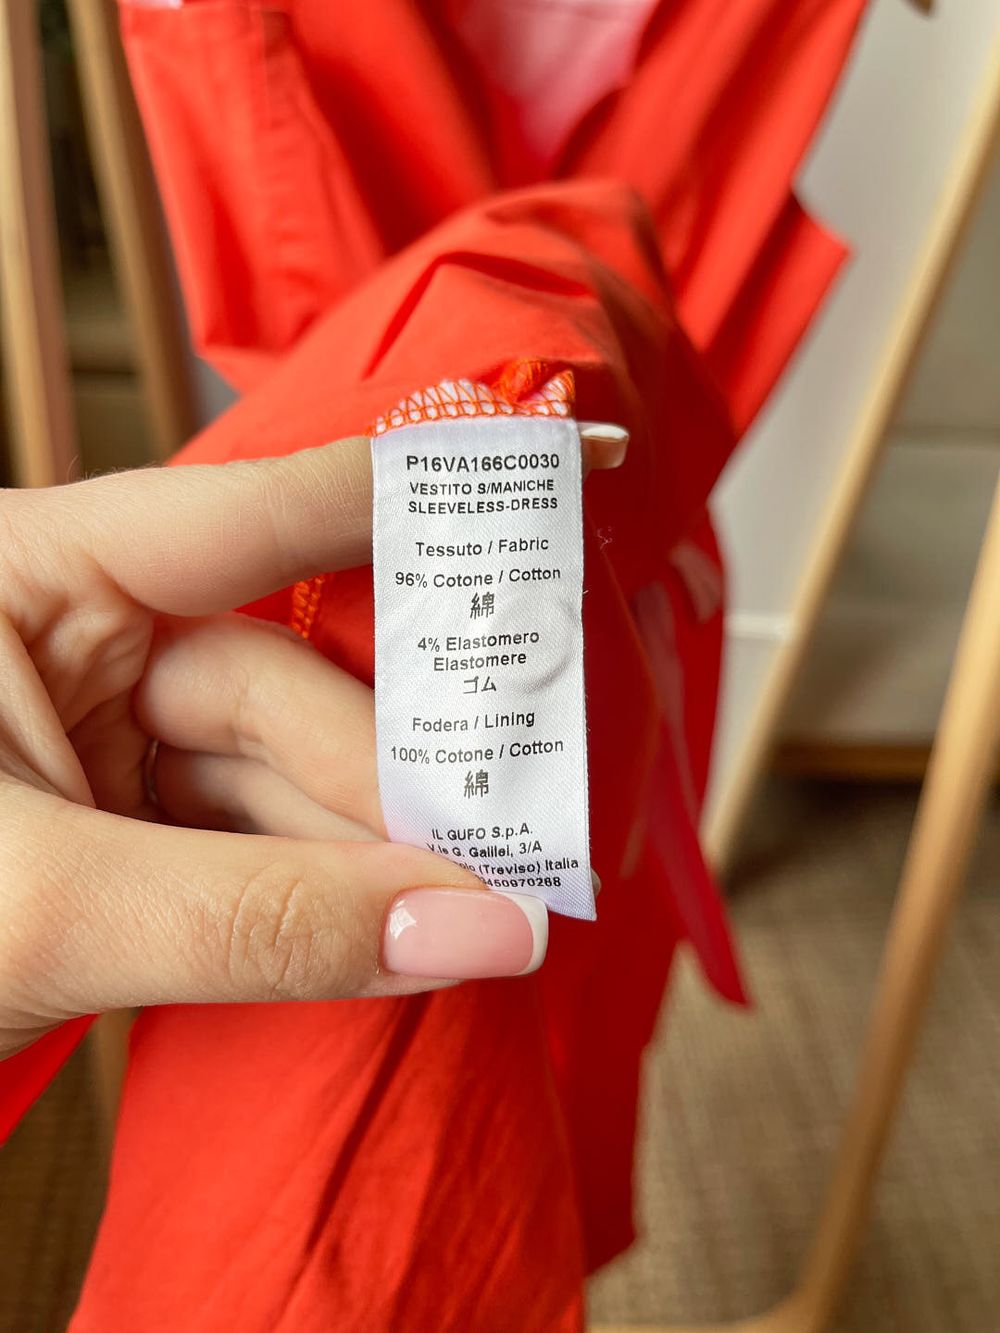 P16VA166C0030
VESTITO S/MANICHE
SLEEVELESS-DRESS
Tessuto / Fabric
96% Cotone / Cotton
綿
4% Elastomero
Elastomere
ゴム
Fodera / Lining
100% Cotone / Cotton
綿
IL GUFO S.p.A.
V.le G. Galilei, 3/A
(Treviso) Italia
450970268